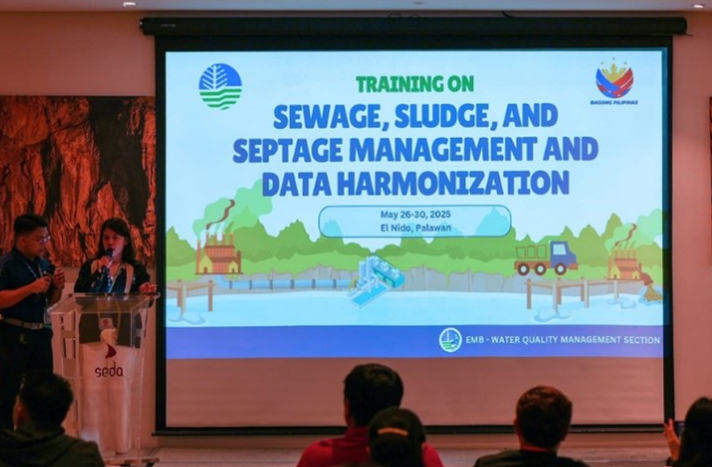 TRAINING ON
SEWAGE, SLUDGE, AND
SEPTAGE MANAGEMENT AND
DATA HARMONIZATION
May 26-30, 2025
El Nido, Palawan
BAGONG PILIPINAS
EMB - WATER QUALITY MANAGEMENT SECTION
seda